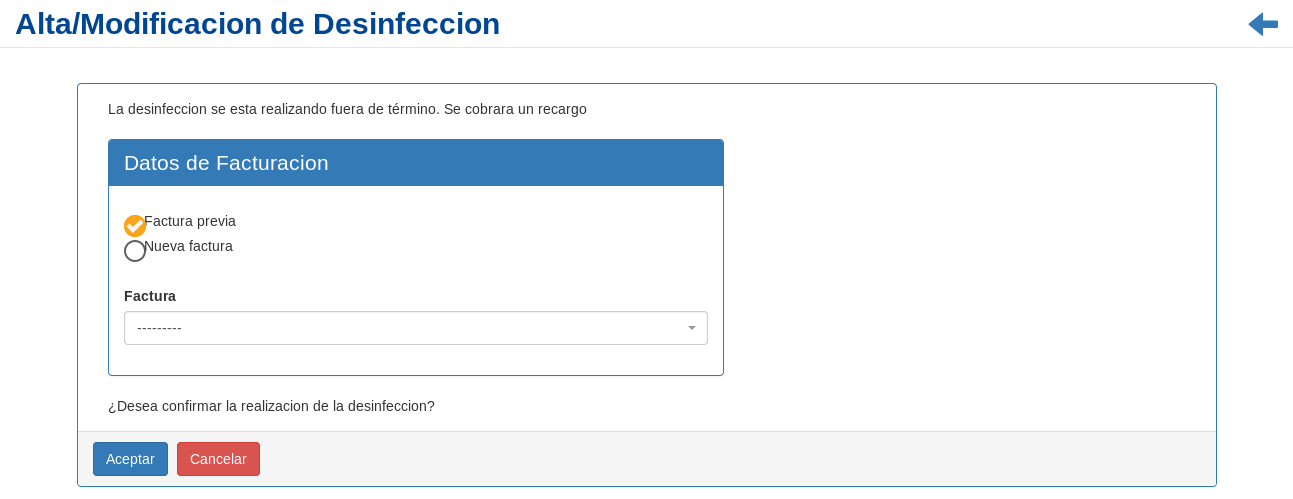 Alta/Modificacion de Desinfeccion
La desinfeccion se esta realizando fuera de término. Se cobrara un recargo
Datos de Facturacion
Factura previa
Nueva factura
Factura
---------
¿Desea confirmar la realizacion de la desinfeccion?
Aceptar
Cancelar